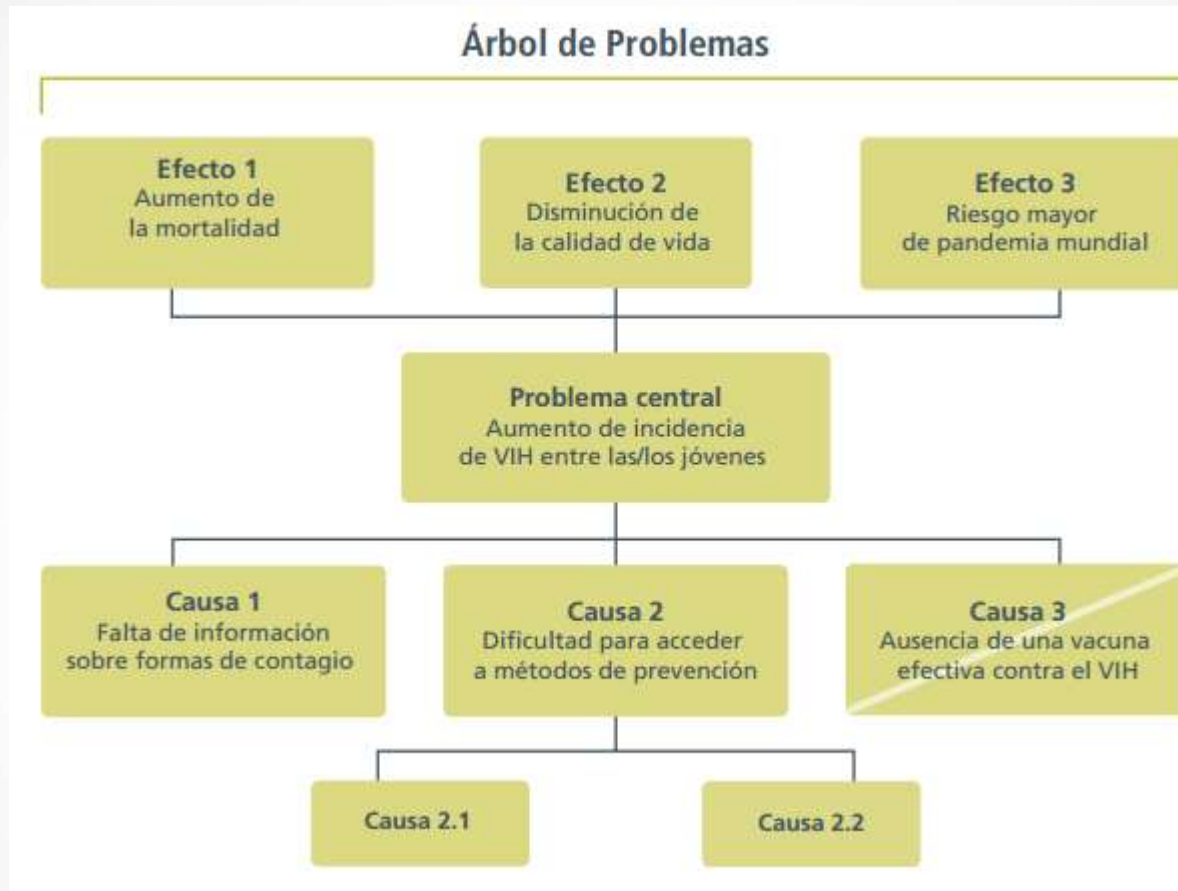 Árbol de Problemas
Efecto 1
Aumento de
la mortalidad
Efecto 2
Disminución de
la calidad de vida
Efecto 3
Riesgo mayor
de pandemia mundial
Problema central
Aumento de incidencia
de VIH entre las/los jóvenes
Causa 1
Falta de información
sobre formas de contagio
Causa 2
Dificultad para acceder
a métodos de prevención
Causa 3
Ausencia de una vacuna
efectiva contra el VIH
Causa 2.1
Causa 2.2